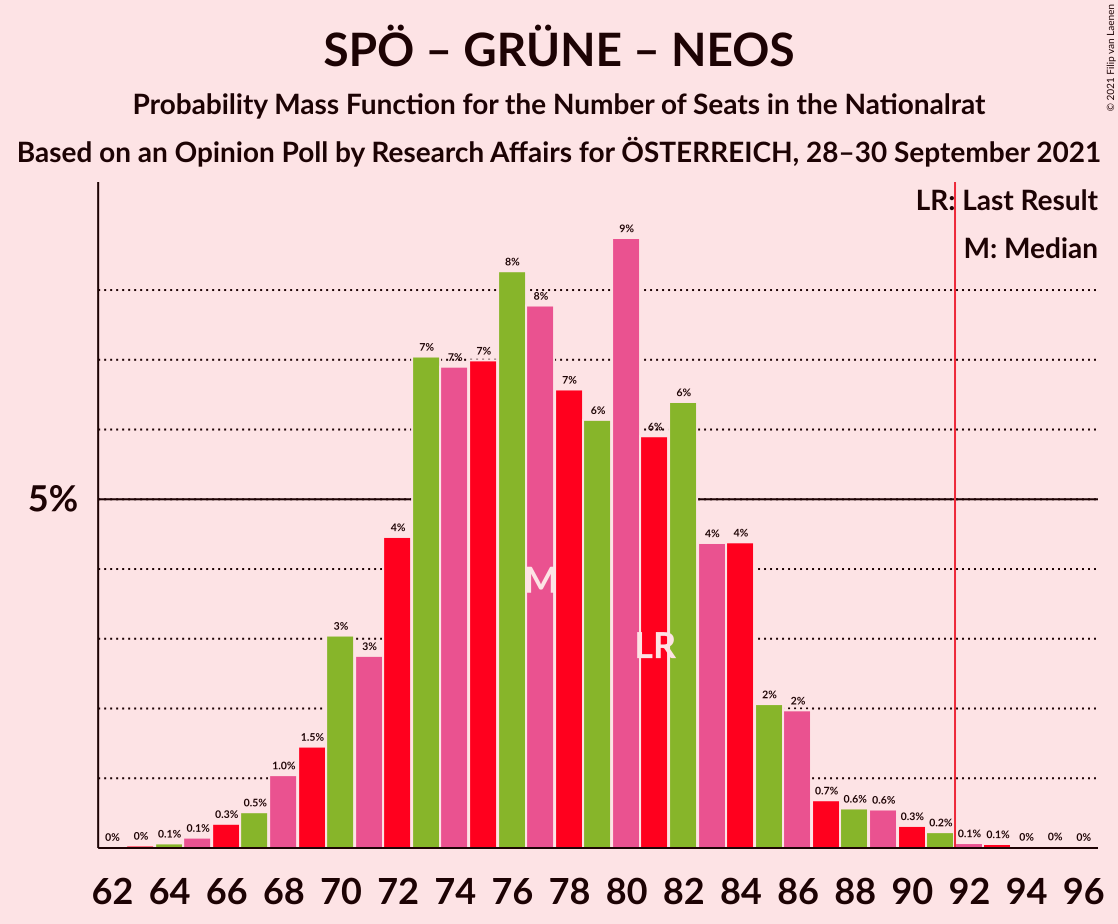 SPÖ – GRÜNE – NEOS
Probability Mass Function for the Number of Seats in the Nationalrat
Based on an Opinion Poll by Research Affairs for ÖSTERREICH, 28–30 September 2021
© 2021 Filip van Laenen
LR: Last Result
M: Median
5%
0% 0% 0.1% 0.1% 0.3% 0.5% 1.0% 1.5% 3% 3% 4% 7% 7% 7% 8% 8% 7% 6% 9% 6% 6% 4% 4% 2% 2% 0.7% 0.6% 0.6% 0.3% 0.2% 0.1% 0.1% 0% 0% 0%
M
LR
62 64 66 68 70 72 74 76 78 80 82 84 86 88 90 92 94 96